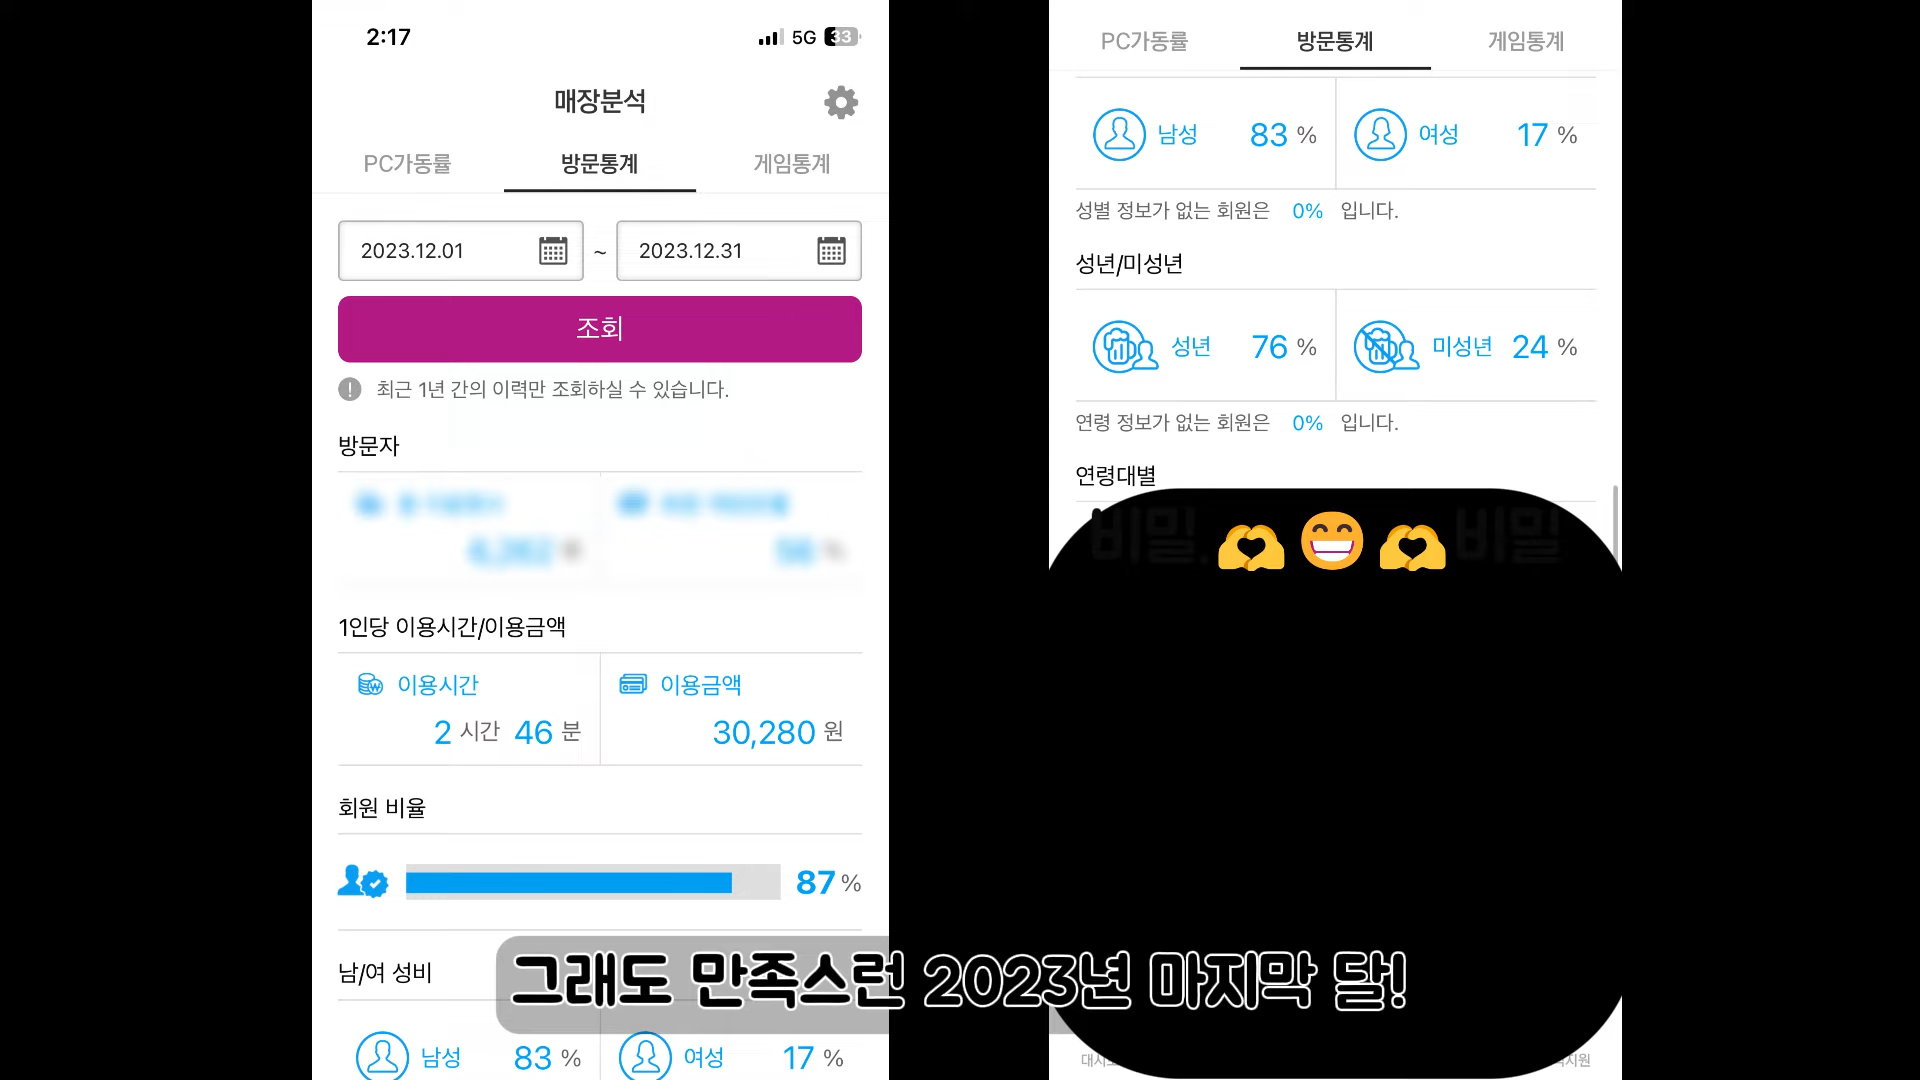 2:17
5G 33
매장분석
PC가동률 방문통계 게임통계
2023.12.01 ~ 2023.12.31
조회
최근 1년 간의 이력만 조회하실 수 있습니다.
방문자
1인당 이용시간/이용금액
이용시간 이용금액
2 시간 46 분 30,280 원
회원 비율
87 %
남/여 성비
남성 83 % 여성 17 %
PC가동률 방문통계 게임통계
남성 83 % 여성 17 %
성별 정보가 없는 회원은 0% 입니다.
성년/미성년
성년 76 % 미성년 24 %
연령 정보가 없는 회원은 0% 입니다.
연령대별
비밀 비밀
그래도 만족스런 2023년 마지막 달!